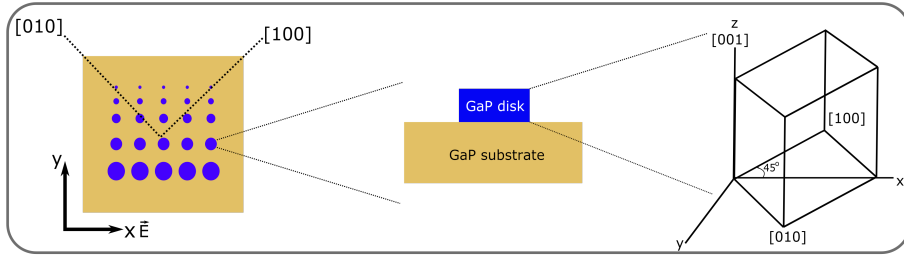 [010]
[100]
y
x E⃗
GaP disk
GaP substrate
z
[001]
[100]
45°
x
y
[010]